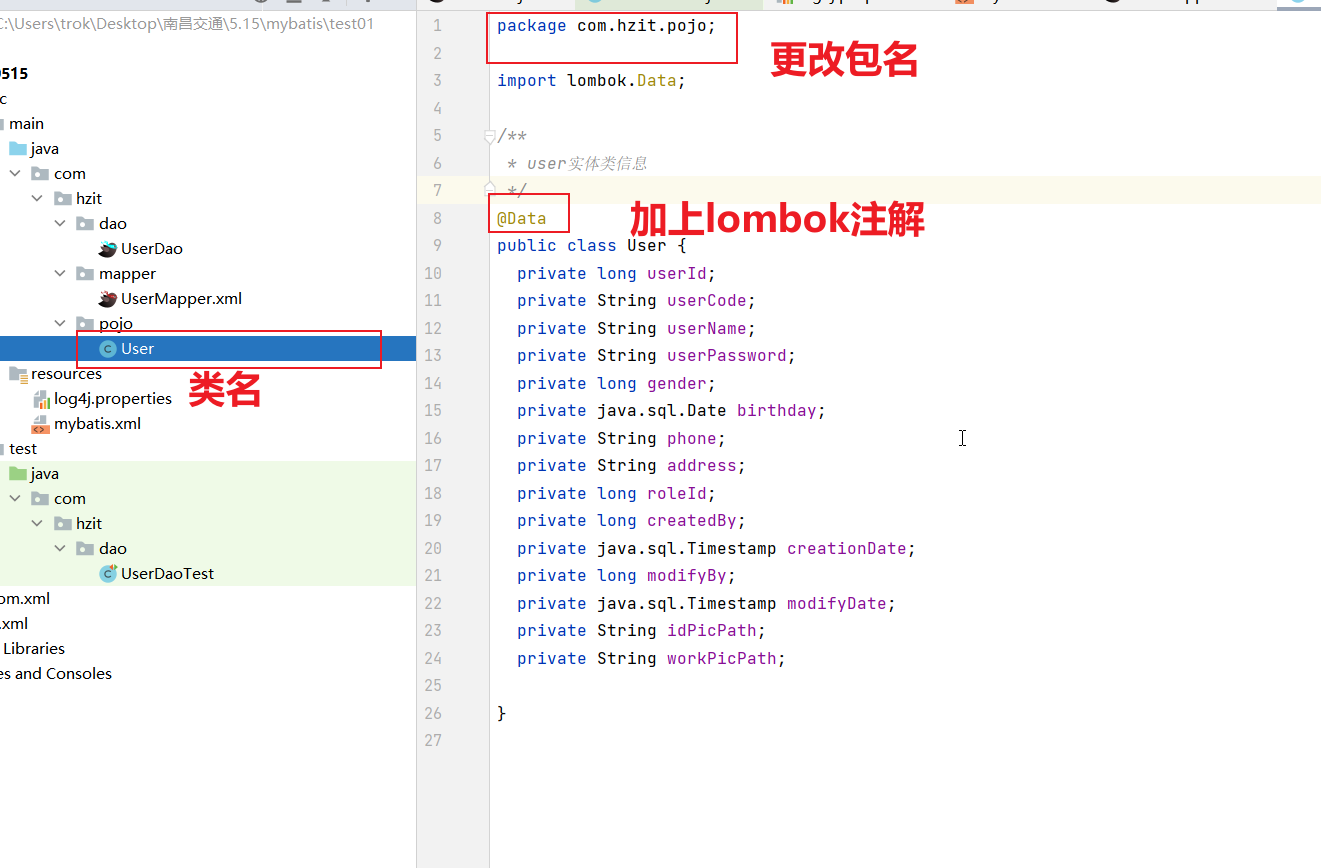 C:\Users\trok\Desktop\南昌交通\5.15\mybatis\test01
0515
c
main
java
com
hzit
dao
UserDao
mapper
UserMapper.xml
pojo
User
类名
resources
log4j.properties
mybatis.xml
test
java
com
hzit
dao
UserDaoTest
om.xml
.xml
Libraries
es and Consoles
1 package com.hzit.pojo;
更改包名
2
3 import lombok.Data;
4
5 /**
6 * user实体类信息
7 */
8 @Data
加上lombok注解
9 public class User {
10 private long userId;
11 private String userCode;
12 private String userName;
13 private String userPassword;
14 private long gender;
15 private java.sql.Date birthday;
16 private String phone;
17 private String address;
18 private long roleId;
19 private long createdBy;
20 private java.sql.Timestamp creationDate;
21 private long modifyBy;
22 private java.sql.Timestamp modifyDate;
23 private String idPicPath;
24 private String workPicPath;
25
26 }
27